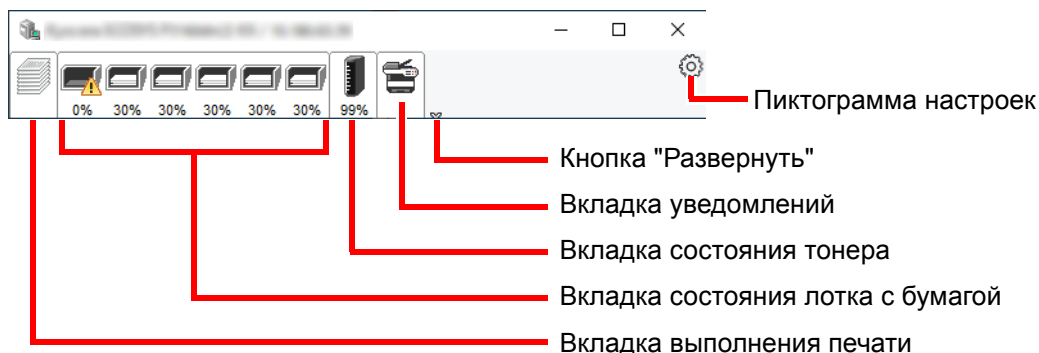 0% 30% 30% 30% 30% 30% 99%
Пиктограмма настроек
Кнопка "Развернуть"
Вкладка уведомлений
Вкладка состояния тонера
Вкладка состояния лотка с бумагой
Вкладка выполнения печати